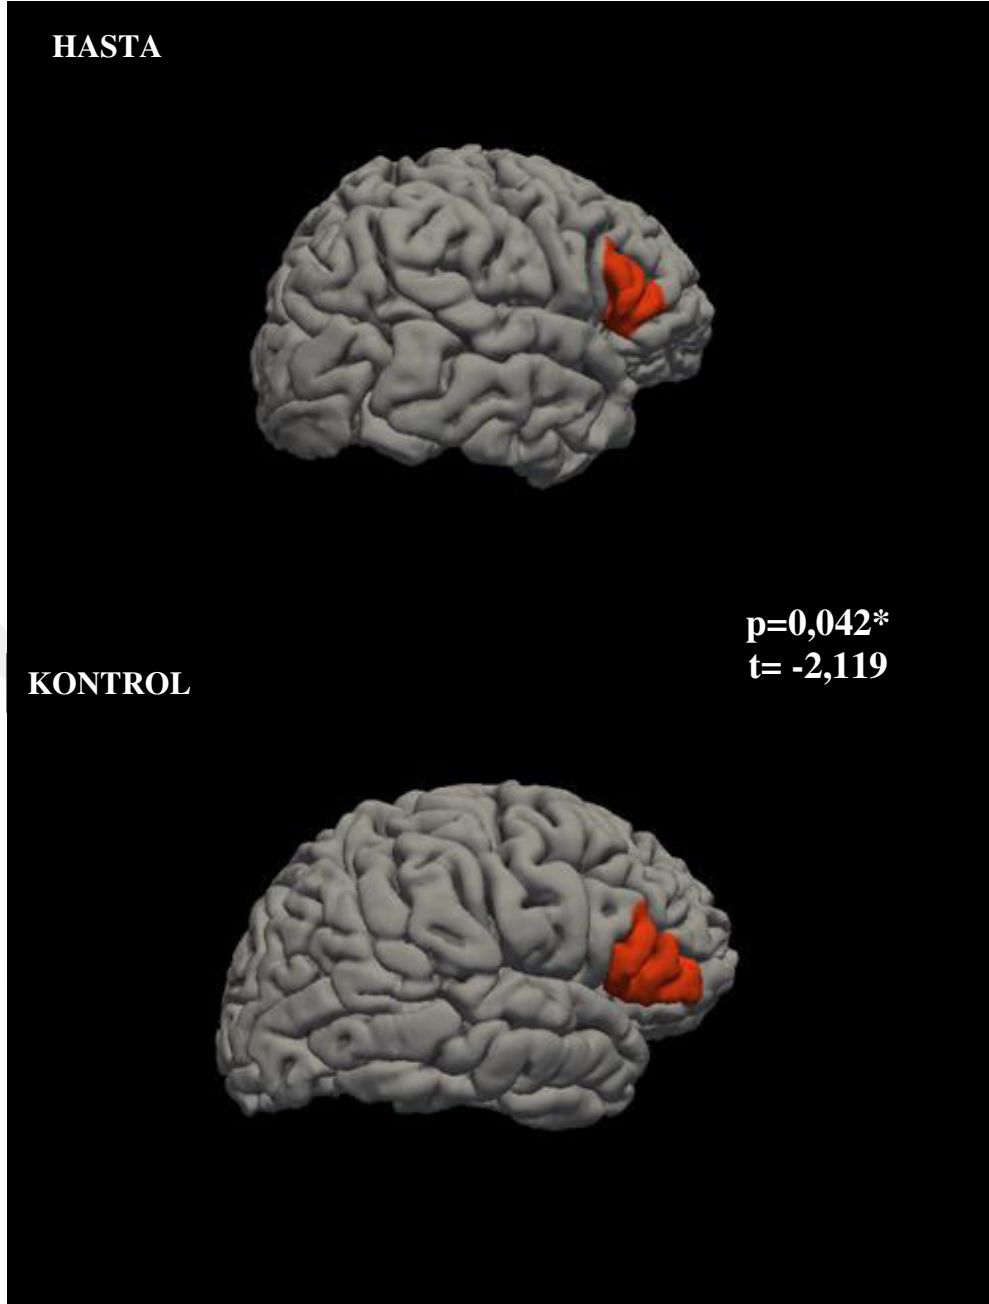 HASTA
p=0,042*
t= -2,119
KONTROL